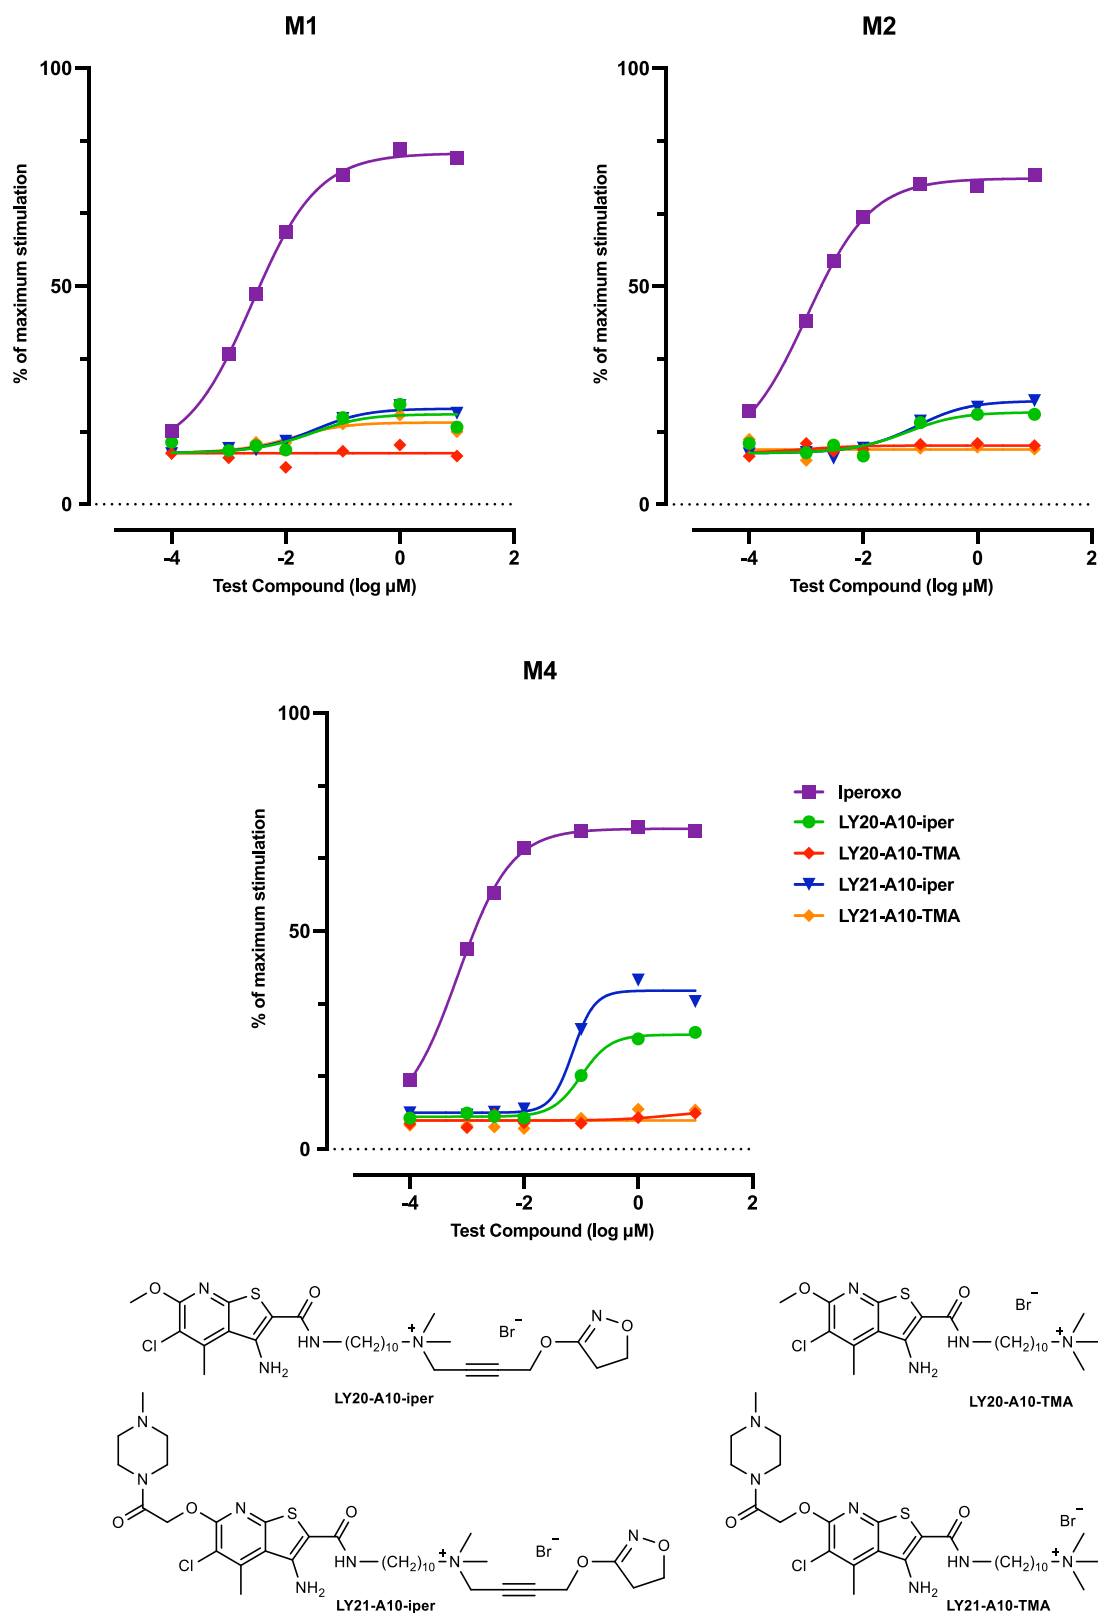 M1
100
50
0
% of maximum stimulation
-4 -2 0 2
Test Compound (log µM)
M2
100
50
0
% of maximum stimulation
-4 -2 0 2
Test Compound (log µM)
M4
100
50
0
% of maximum stimulation
-4 -2 0 2
Test Compound (log µM)
Iperoxo
LY20-A10-iper
LY20-A10-TMA
LY21-A10-iper
LY21-A10-TMA
O N S O
Cl NH (CH2)10 N+ Br− O N O
NH2
LY20-A10-iper
O N S O
Cl NH (CH2)10 N+ Br−
NH2
LY20-A10-TMA
N
N
O O N S O
Cl NH (CH2)10 N+ Br− O N O
NH2
LY21-A10-iper
N
N
O O N S O
Cl NH (CH2)10 N+ Br−
NH2
LY21-A10-TMA